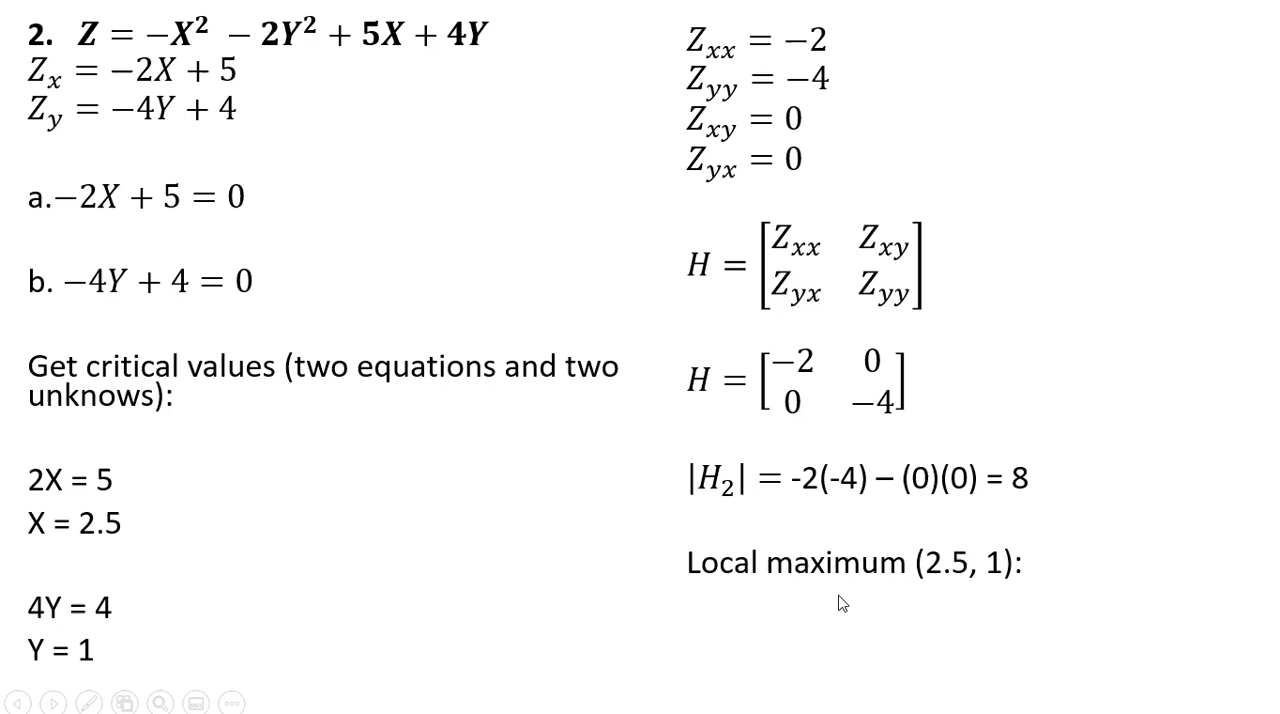 2. Z = −X² − 2Y² + 5X + 4Y
Zₓ = −2X + 5
Z_y = −4Y + 4
a.−2X + 5 = 0
b. −4Y + 4 = 0
Get critical values (two equations and two
unknows):
2X = 5
X = 2.5
4Y = 4
Y = 1
Z_xx = −2
Z_yy = −4
Z_xy = 0
Z_yx = 0
H = [Z_xx Z_xy
Z_yx Z_yy]
H = [−2 0
0 −4]
|H₂| = -2(-4) – (0)(0) = 8
Local maximum (2.5, 1):